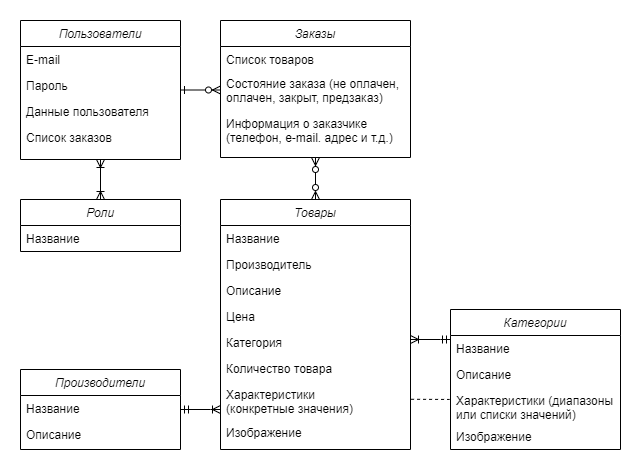 Пользователи
E-mail
Пароль
Данные пользователя
Список заказов
Заказы
Список товаров
Состояние заказа (не оплачен,
оплачен, закрыт, предзаказ)
Информация о заказчике
(телефон, e-mail. адрес и т.д.)
Роли
Название
Товары
Название
Производитель
Описание
Цена
Категория
Количество товара
Характеристики
(конкретные значения)
Изображение
Категории
Название
Описание
Характеристики (диапазоны
или списки значений)
Изображение
Производители
Название
Описание